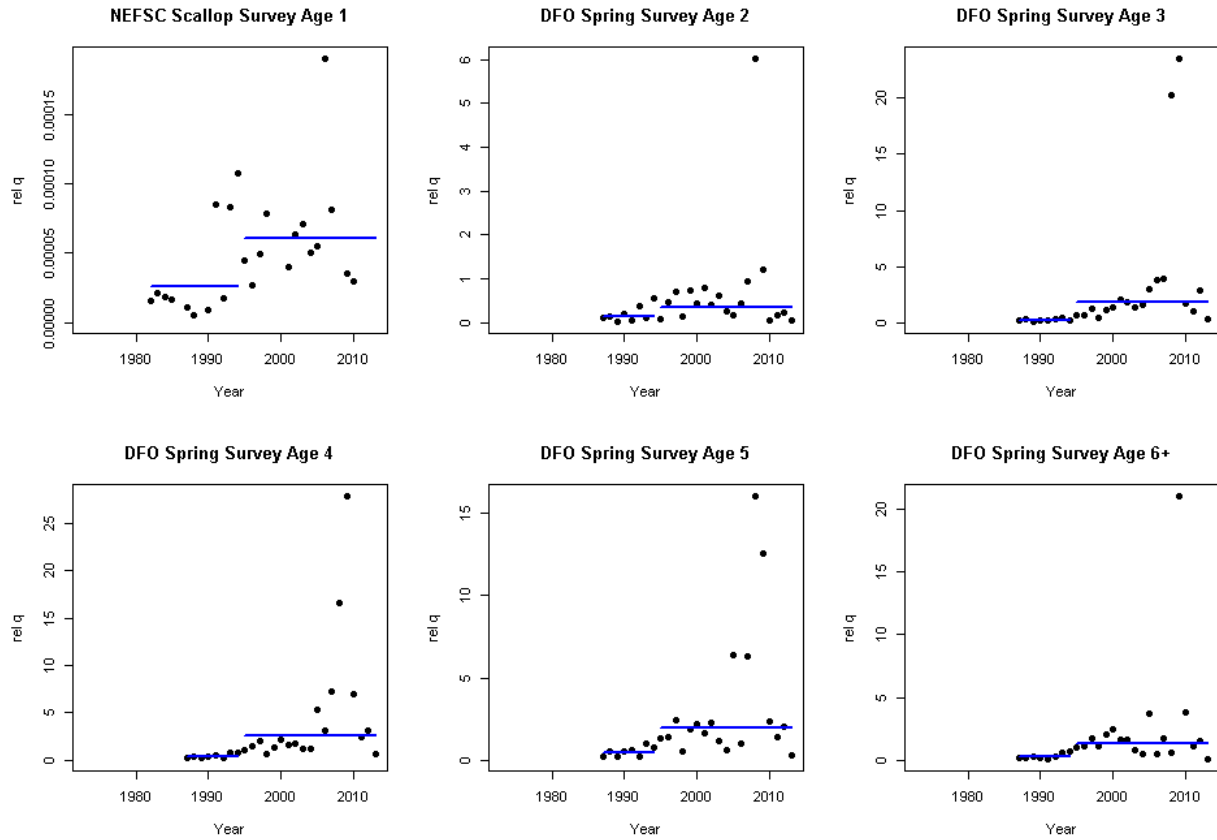 NEFSC Scallop Survey Age 1
rel q
0.00015
0.00010
0.00005
0.00000
1980 1990 2000 2010
Year
DFO Spring Survey Age 2
rel q
6
5
4
3
2
1
0
1980 1990 2000 2010
Year
DFO Spring Survey Age 3
rel q
20
15
10
5
0
1980 1990 2000 2010
Year
DFO Spring Survey Age 4
rel q
25
20
15
10
5
0
1980 1990 2000 2010
Year
DFO Spring Survey Age 5
rel q
15
10
5
0
1980 1990 2000 2010
Year
DFO Spring Survey Age 6+
rel q
20
15
10
5
0
1980 1990 2000 2010
Year